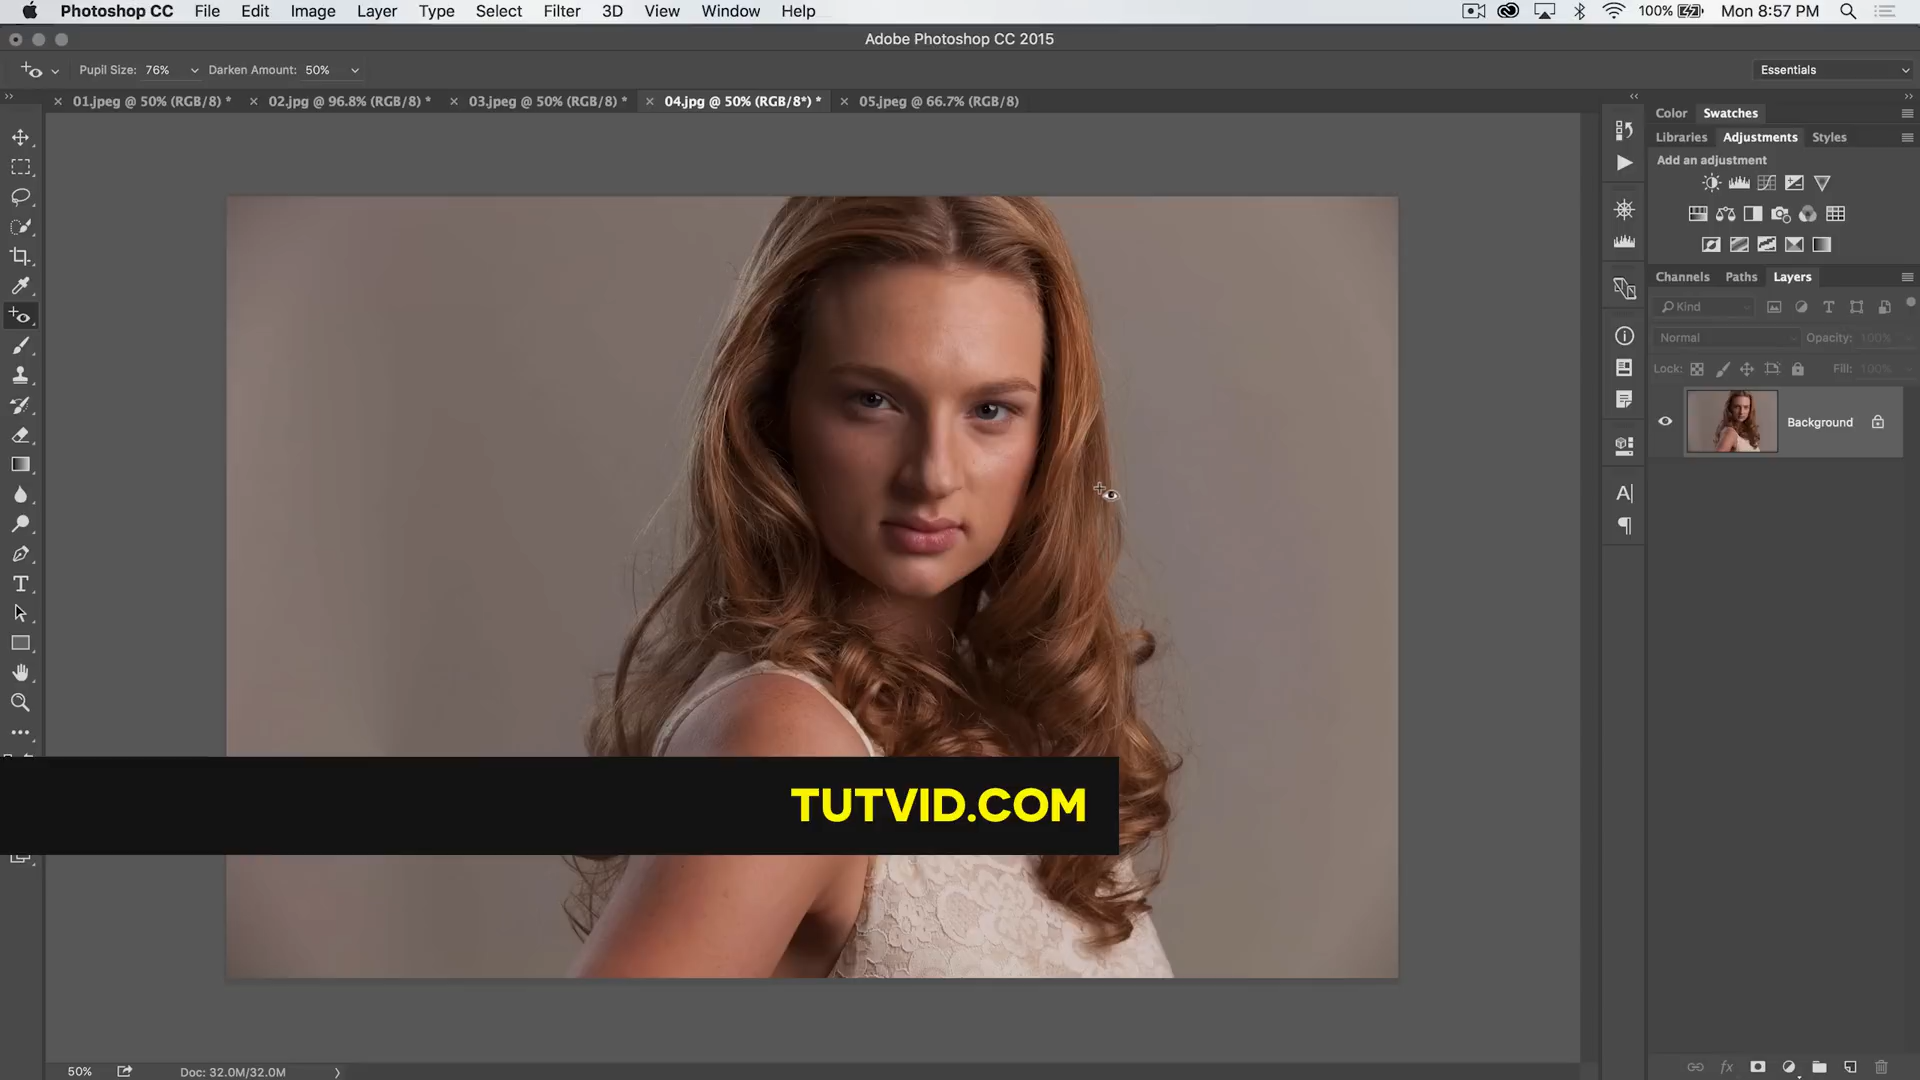 Photoshop CC File Edit Image Layer Type Select Filter 3D View Window Help 100% Mon 8:57 PM
Adobe Photoshop CC 2015
Pupil Size: 76% Darken Amount: 50% Essentials
01.jpeg @ 50% (RGB/8) * 02.jpg @ 96.8% (RGB/8) * 03.jpeg @ 50% (RGB/8) * 04.jpg @ 50% (RGB/8*) * 05.jpeg @ 66.7% (RGB/8)
Color Swatches
Libraries Adjustments Styles
Add an adjustment
Channels Paths Layers
Kind
Normal Opacity: 100%
Lock: Fill: 100%
Background
TUTVID.COM
50% Doc: 32.0M/32.0M